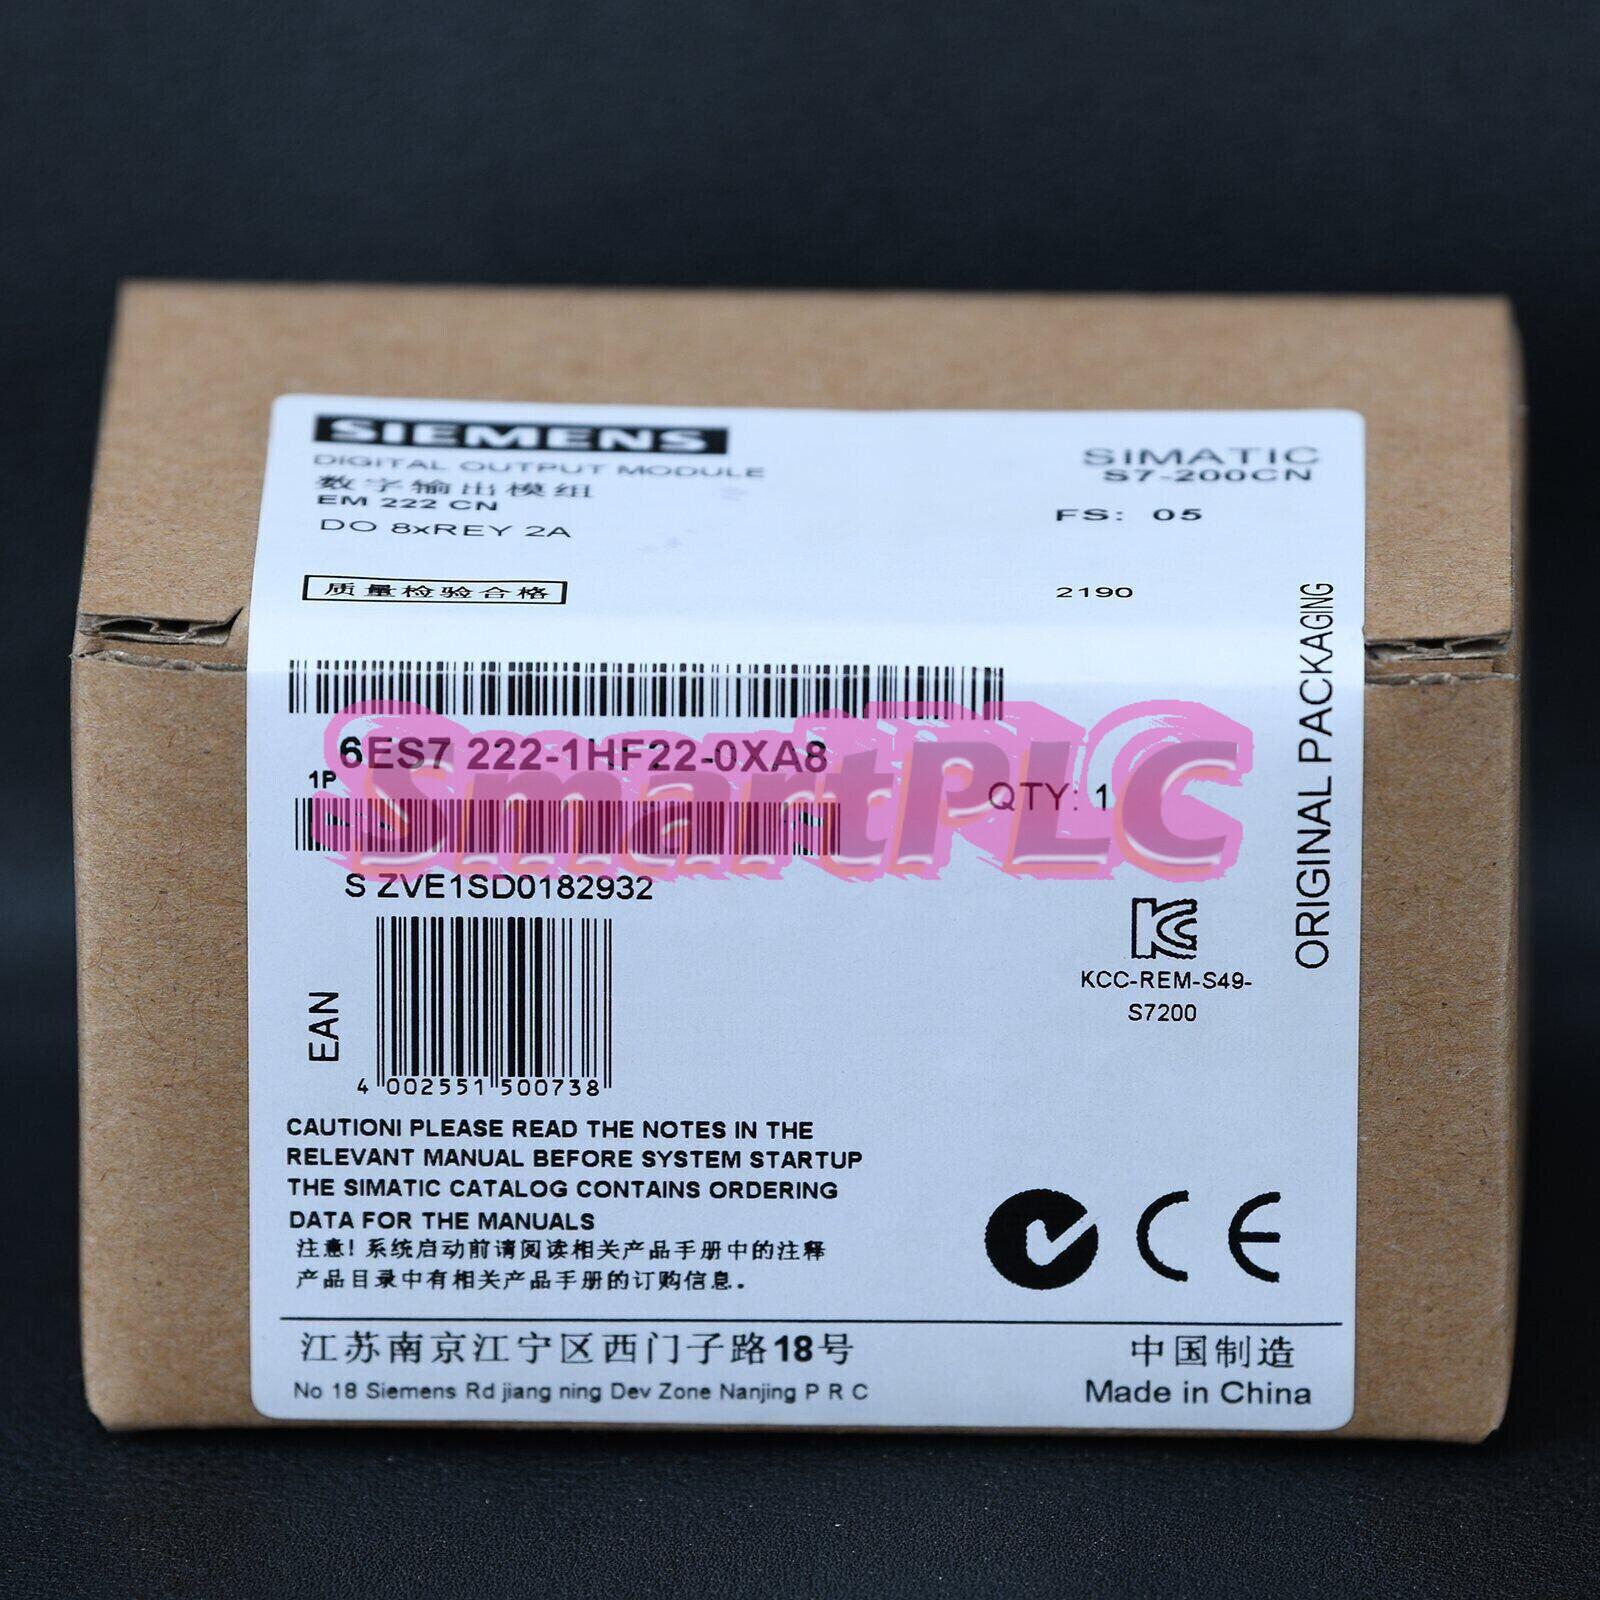 SIEMENS
DIGITAL OUTPUT MODULE
数字输出模组
EM 222 CN
DO 8xREY 2A
SIMATIC
S7-200CN
FS: 05
质量检验合格
2190
ORIGINAL PACKAGING
1P 6ES7 222-1HF22-0XA8
SmartPLC
QTY: 1
S ZVE1SD0182932
KCC-REM-S49-
S7200
EAN
4 002551 500738
CAUTION! PLEASE READ THE NOTES IN THE
RELEVANT MANUAL BEFORE SYSTEM STARTUP
THE SIMATIC CATALOG CONTAINS ORDERING
DATA FOR THE MANUALS
注意! 系统启动前请阅读相关产品手册中的注释
产品目录中有相关产品手册的订购信息.
CE
江苏南京江宁区西门子路18号
No 18 Siemens Rd jiang ning Dev Zone Nanjing P R C
中国制造
Made in China